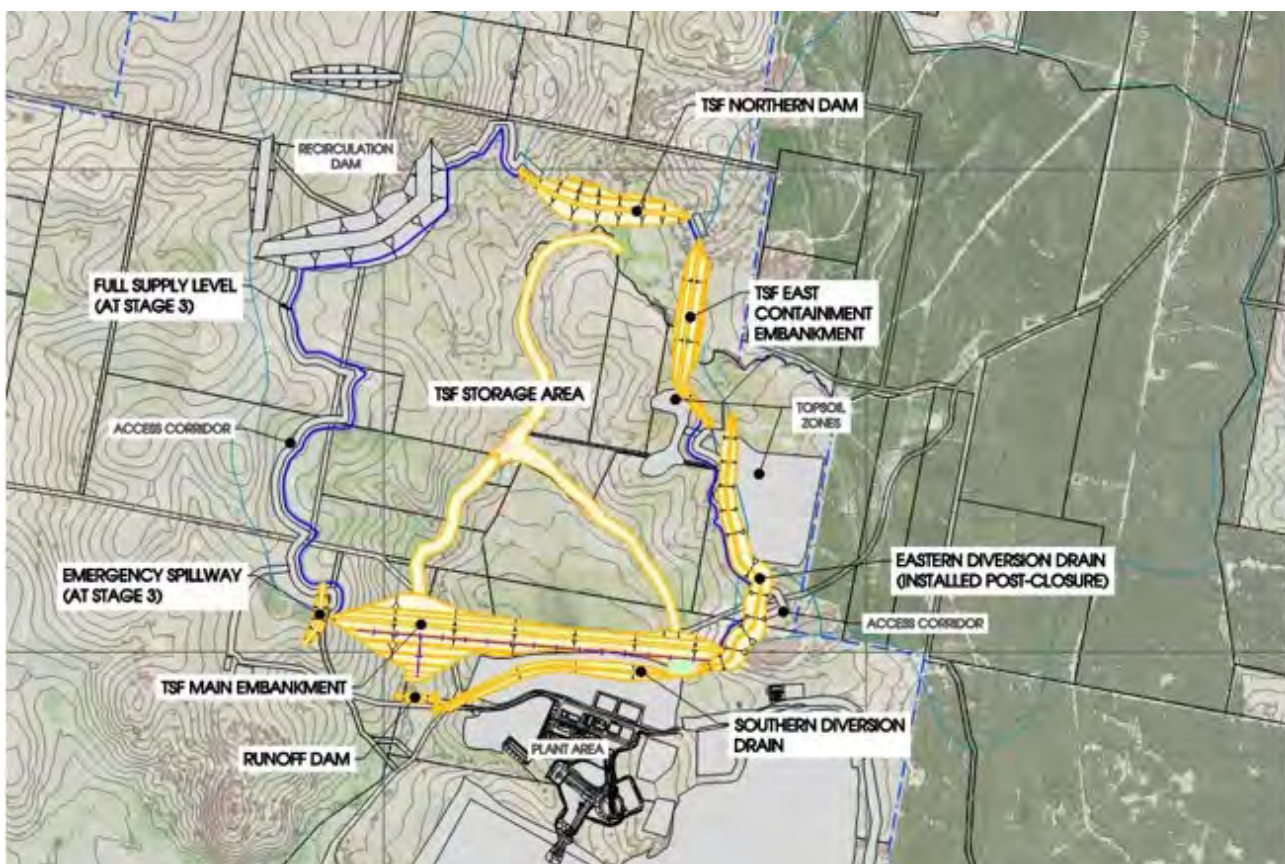 TSF NORTHERN DAM
RECIRCULATION
DAM
FULL SUPPLY LEVEL
(AT STAGE 3)
TSF EAST
CONTAINMENT
EMBANKMENT
TSF STORAGE AREA
TOPSOIL
ZONES
ACCESS CORRIDOR
EMERGENCY SPILLWAY
(AT STAGE 3)
EASTERN DIVERSION DRAIN
(INSTALLED POST-CLOSURE)
ACCESS CORRIDOR
TSF MAIN EMBANKMENT
SOUTHERN DIVERSION
DRAIN
RUNOFF DAM
PLANT AREA